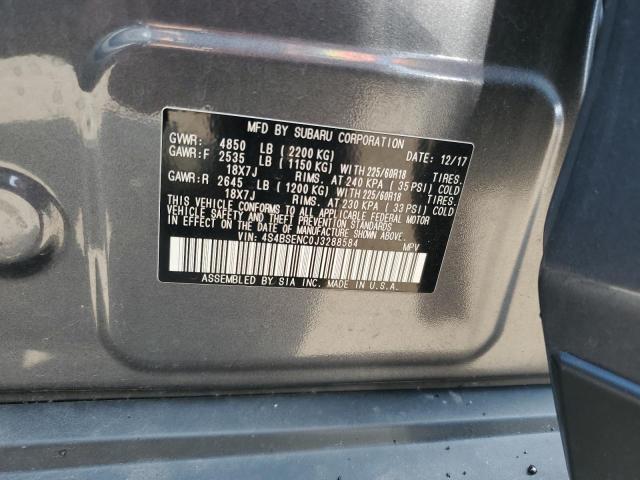 MFD BY SUBARU CORPORATION
GVWR: 4850 LB (2200 KG) DATE: 12/17
GAWR:F 2535 LB (1150 KG) WITH 225/60R18 TIRES.
18X7J RIMS. AT 240 KPA (35 PSI) COLD
GAWR:R 2645 LB (1200 KG) WITH 225/60R18 TIRES.
18X7J RIMS. AT 230 KPA (33 PSI) COLD
THIS VEHICLE CONFORMS TO ALL APPLICABLE FEDERAL MOTOR
VEHICLE SAFETY AND THEFT PREVENTION STANDARDS
IN EFFECT ON THE DATE OF MANUFACTURE SHOWN ABOVE.
VIN: 4S4BSENC0J3288584 MPV
ASSEMBLED BY SIA INC. MADE IN U.S.A.